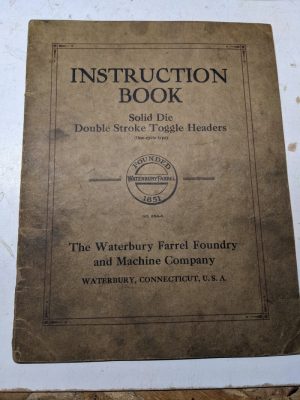 INSTRUCTION
BOOK
Solid Die
Double Stroke Toggle Headers
FOUNDED
WATERBURY FARREL
1851
The Waterbury Farrel Foundry
and Machine Company
WATERBURY, CONNECTICUT, U. S. A.